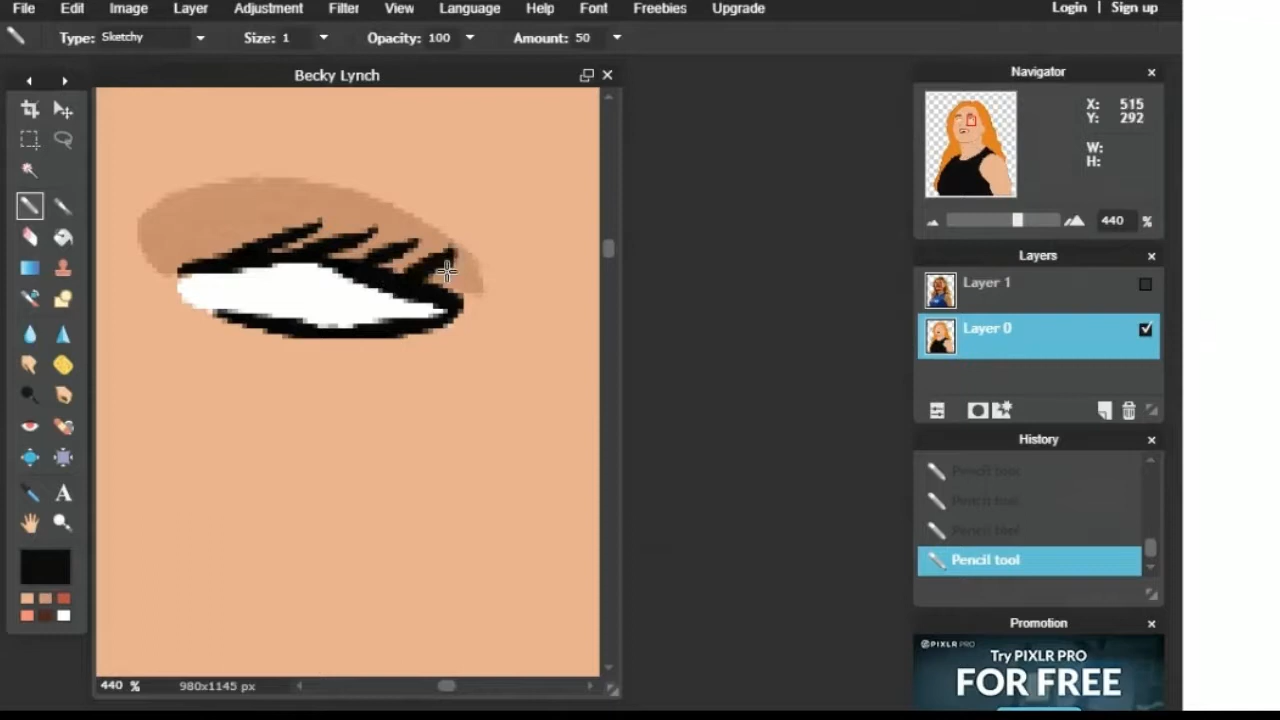 File Edit Image Layer Adjustment Filter View Language Help Font Freebies Upgrade Login | Sign up
Type: Sketchy Size: 1 Opacity: 100 Amount: 50
Becky Lynch
Navigator
X: 515
Y: 292
W:
H:
440 %
Layers
Layer 1
Layer 0
History
Pencil tool
Pencil tool
Pencil tool
Pencil tool
Promotion
PIXLR PRO
Try PIXLR PRO
FOR FREE
A
440 % 980x1145 px